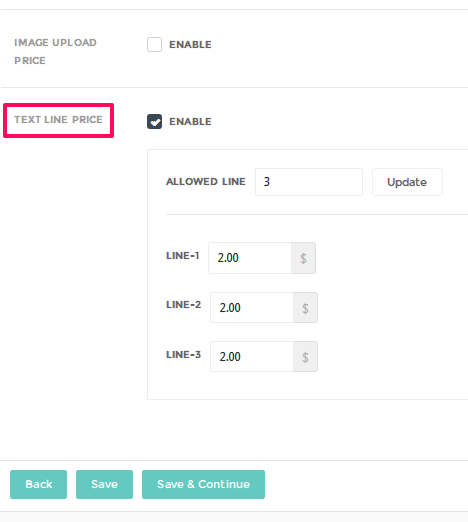 IMAGE UPLOAD
PRICE
ENABLE
TEXT LINE PRICE
ENABLE
ALLOWED LINE 3 Update
LINE-1 2.00 $
LINE-2 2.00 $
LINE-3 2.00 $
Back Save Save & Continue